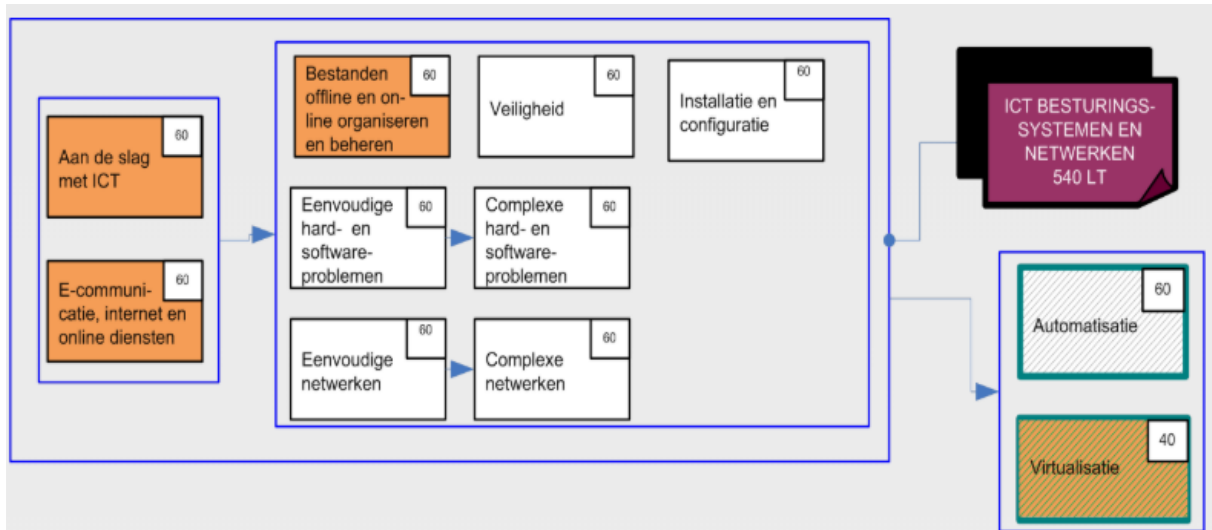 Aan de slag
met ICT
60
E-communi-
catie, internet en
online diensten
60
Bestanden
offline en on-
line organiseren
en beheren
60
Veiligheid
60
Installatie en
configuratie
60
Eenvoudige
hard- en
software-
problemen
60
Complexe
hard- en
software-
problemen
60
Eenvoudige
netwerken
60
Complexe
netwerken
60
ICT BESTURINGS-
SYSTEMEN EN
NETWERKEN
540 LT
Automatisatie
60
Virtualisatie
40